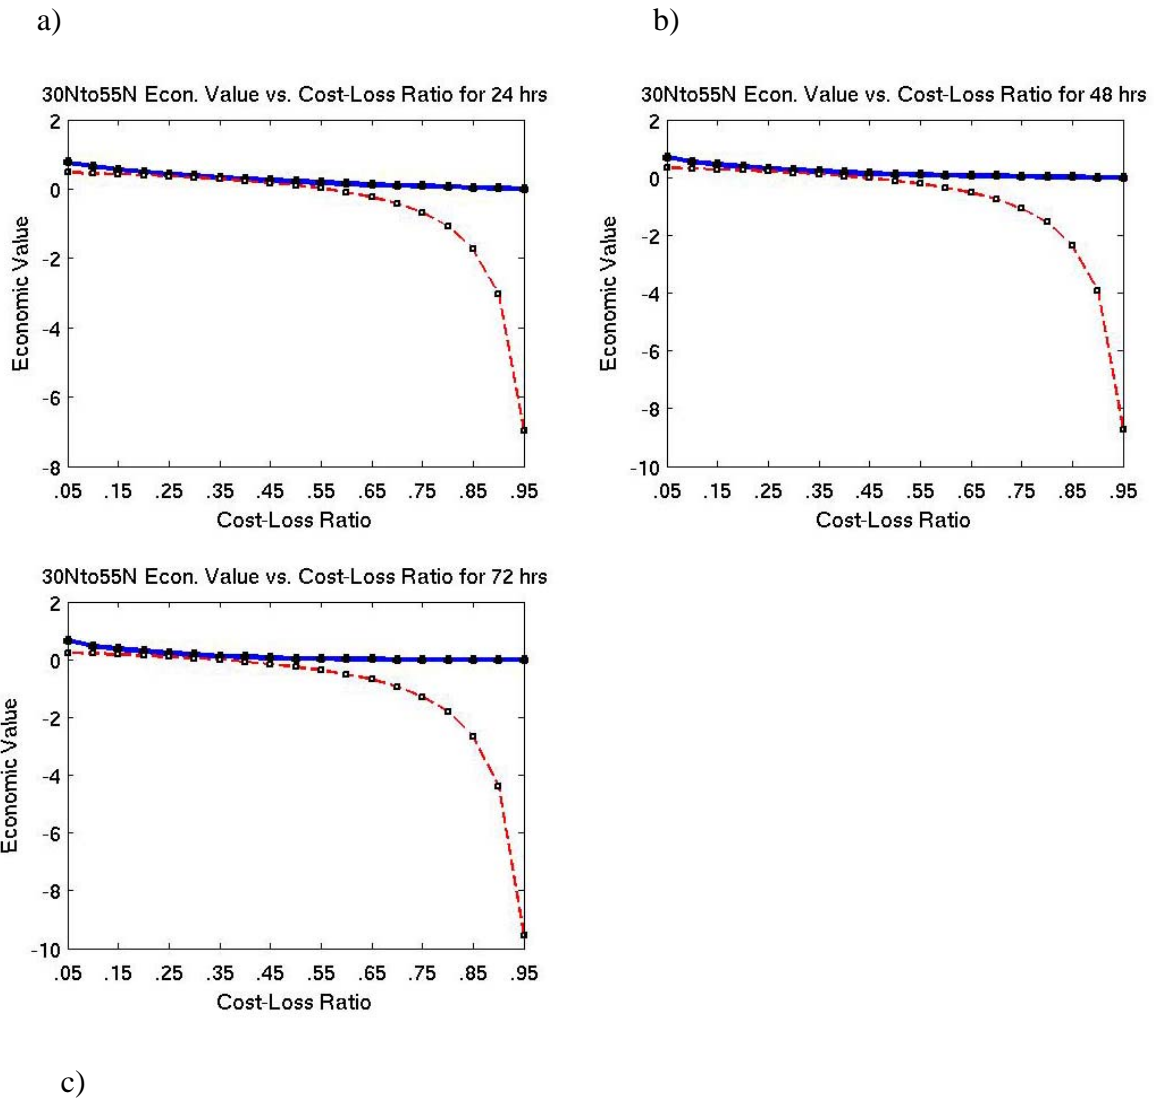 a)
b)
30Nto55N Econ. Value vs. Cost-Loss Ratio for 24 hrs
2
0
-2
-4
-6
-8
Economic Value
.05 .15 .25 .35 .45 .55 .65 .75 .85 .95
Cost-Loss Ratio
30Nto55N Econ. Value vs. Cost-Loss Ratio for 48 hrs
2
0
-2
-4
-6
-8
-10
Economic Value
.05 .15 .25 .35 .45 .55 .65 .75 .85 .95
Cost-Loss Ratio
30Nto55N Econ. Value vs. Cost-Loss Ratio for 72 hrs
2
0
-2
-4
-6
-8
-10
Economic Value
.05 .15 .25 .35 .45 .55 .65 .75 .85 .95
Cost-Loss Ratio
c)